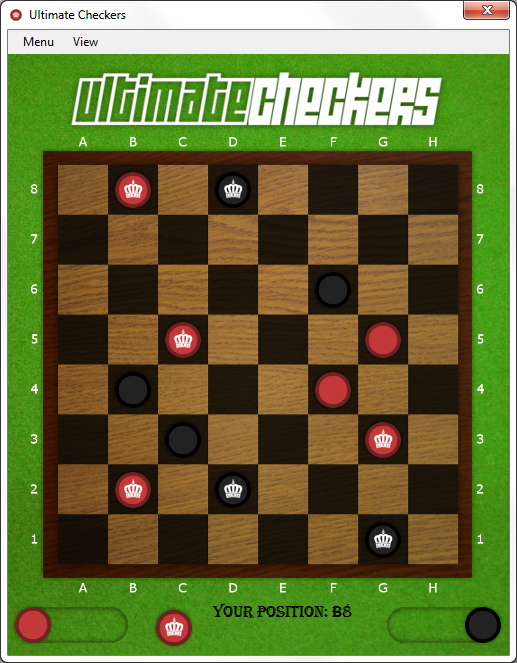 Ultimate Checkers
Menu View
ultimatecheckers
A B C D E F G H
8 8
7 7
6 6
5 5
4 4
3 3
2 2
1 1
A B C D E F G H
YOUR POSITION: B8